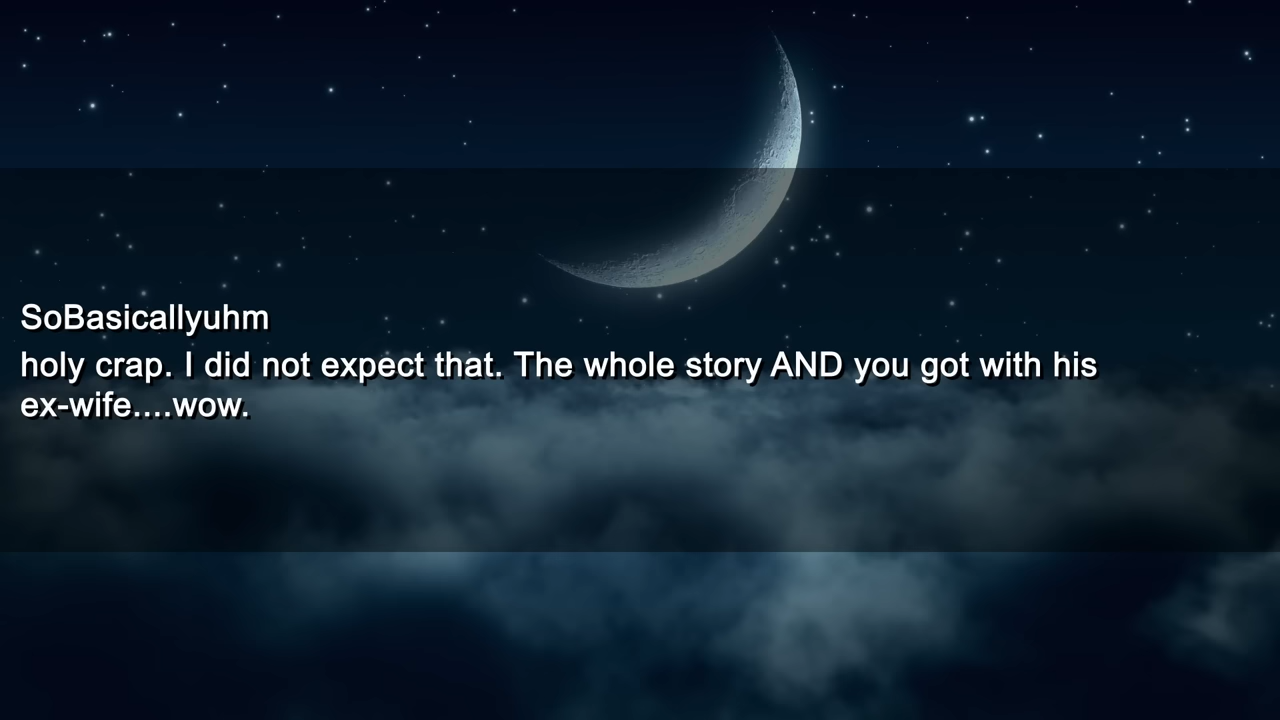 SoBasicallyuhm
holy crap. I did not expect that. The whole story AND you got with his
ex-wife....wow.